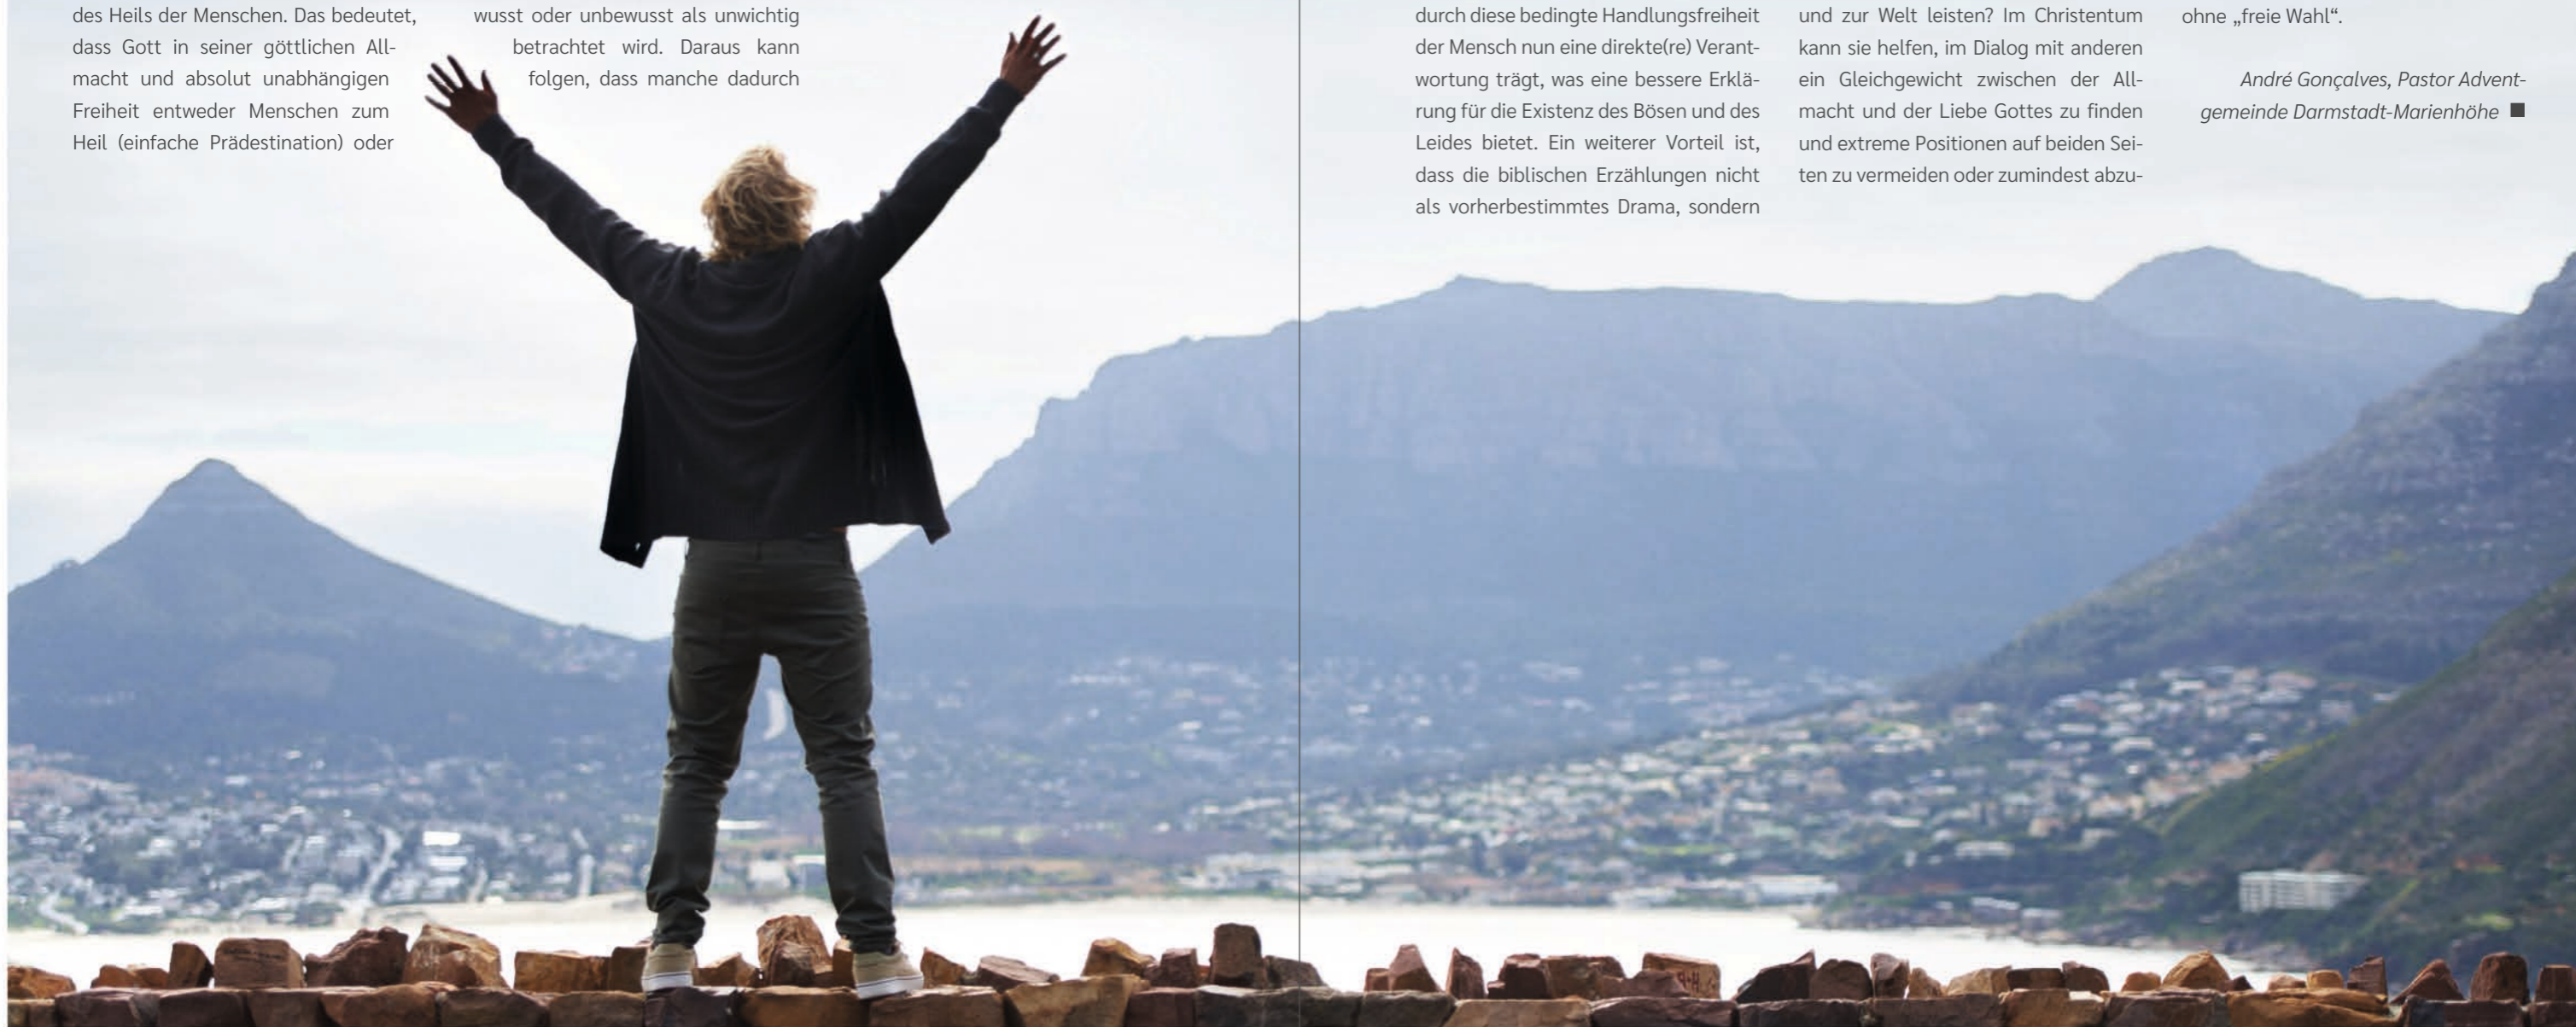 des Heils der Menschen. Das bedeutet,
dass Gott in seiner göttlichen All-
macht und absolut unabhängigen
Freiheit entweder Menschen zum
Heil (einfache Prädestination) oder
wusst oder unbewusst als unwichtig
betrachtet wird. Daraus kann
folgen, dass manche dadurch
durch diese bedingte Handlungsfreiheit
der Mensch nun eine direkte(re) Verant-
wortung trägt, was eine bessere Erklä-
rung für die Existenz des Bösen und des
Leides bietet. Ein weiterer Vorteil ist,
dass die biblischen Erzählungen nicht
als vorherbestimmtes Drama, sondern
und zur Welt leisten? Im Christentum
kann sie helfen, im Dialog mit anderen
ein Gleichgewicht zwischen der All-
macht und der Liebe Gottes zu finden
und extreme Positionen auf beiden Sei-
ten zu vermeiden oder zumindest abzu-
ohne „freie Wahl“.
André Gonçalves, Pastor Advent-
gemeinde Darmstadt-Marienhöhe ■